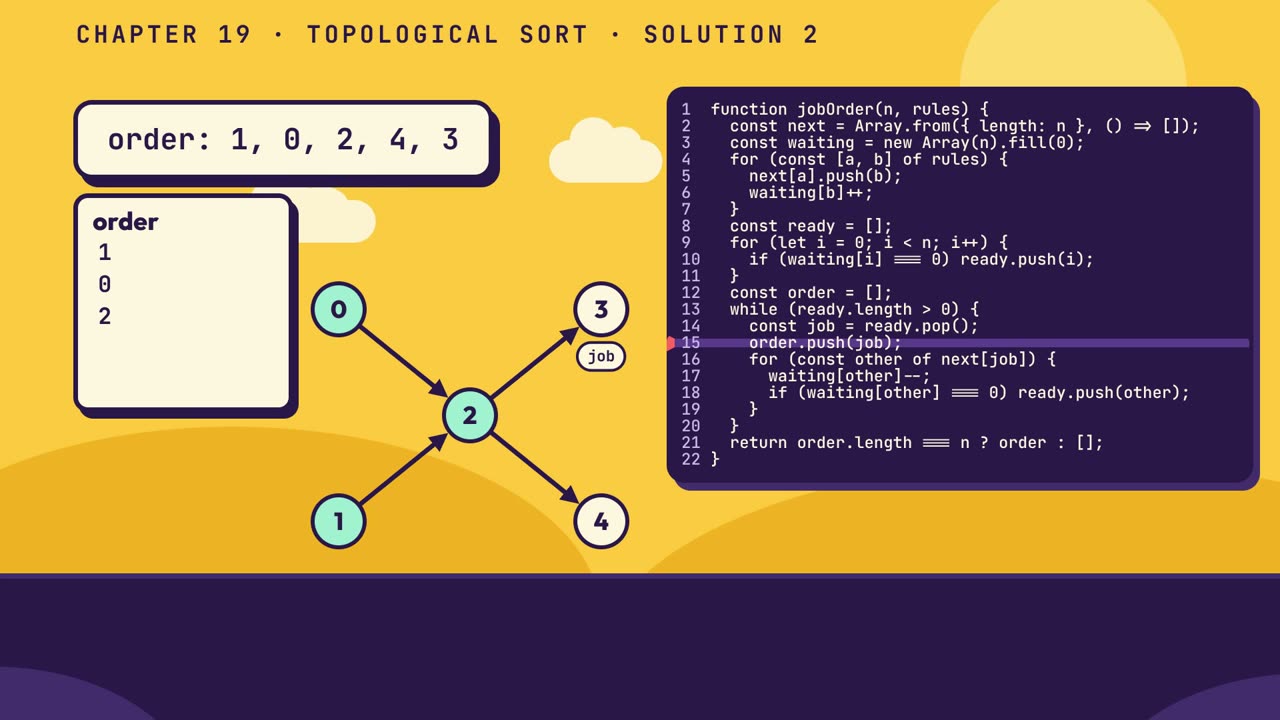 CHAPTER 19 · TOPOLOGICAL SORT · SOLUTION 2
order: 1, 0, 2, 4, 3
order
1
0
2
0
3
job
2
1
4
1 function jobOrder(n, rules) {
2 const next = Array.from({ length: n }, () => []);
3 const waiting = new Array(n).fill(0);
4 for (const [a, b] of rules) {
5 next[a].push(b);
6 waiting[b]++;
7 }
8 const ready = [];
9 for (let i = 0; i < n; i++) {
10 if (waiting[i] === 0) ready.push(i);
11 }
12 const order = [];
13 while (ready.length > 0) {
14 const job = ready.pop();
15 order.push(job);
16 for (const other of next[job]) {
17 waiting[other]--;
18 if (waiting[other] === 0) ready.push(other);
19 }
20 }
21 return order.length === n ? order : [];
22 }